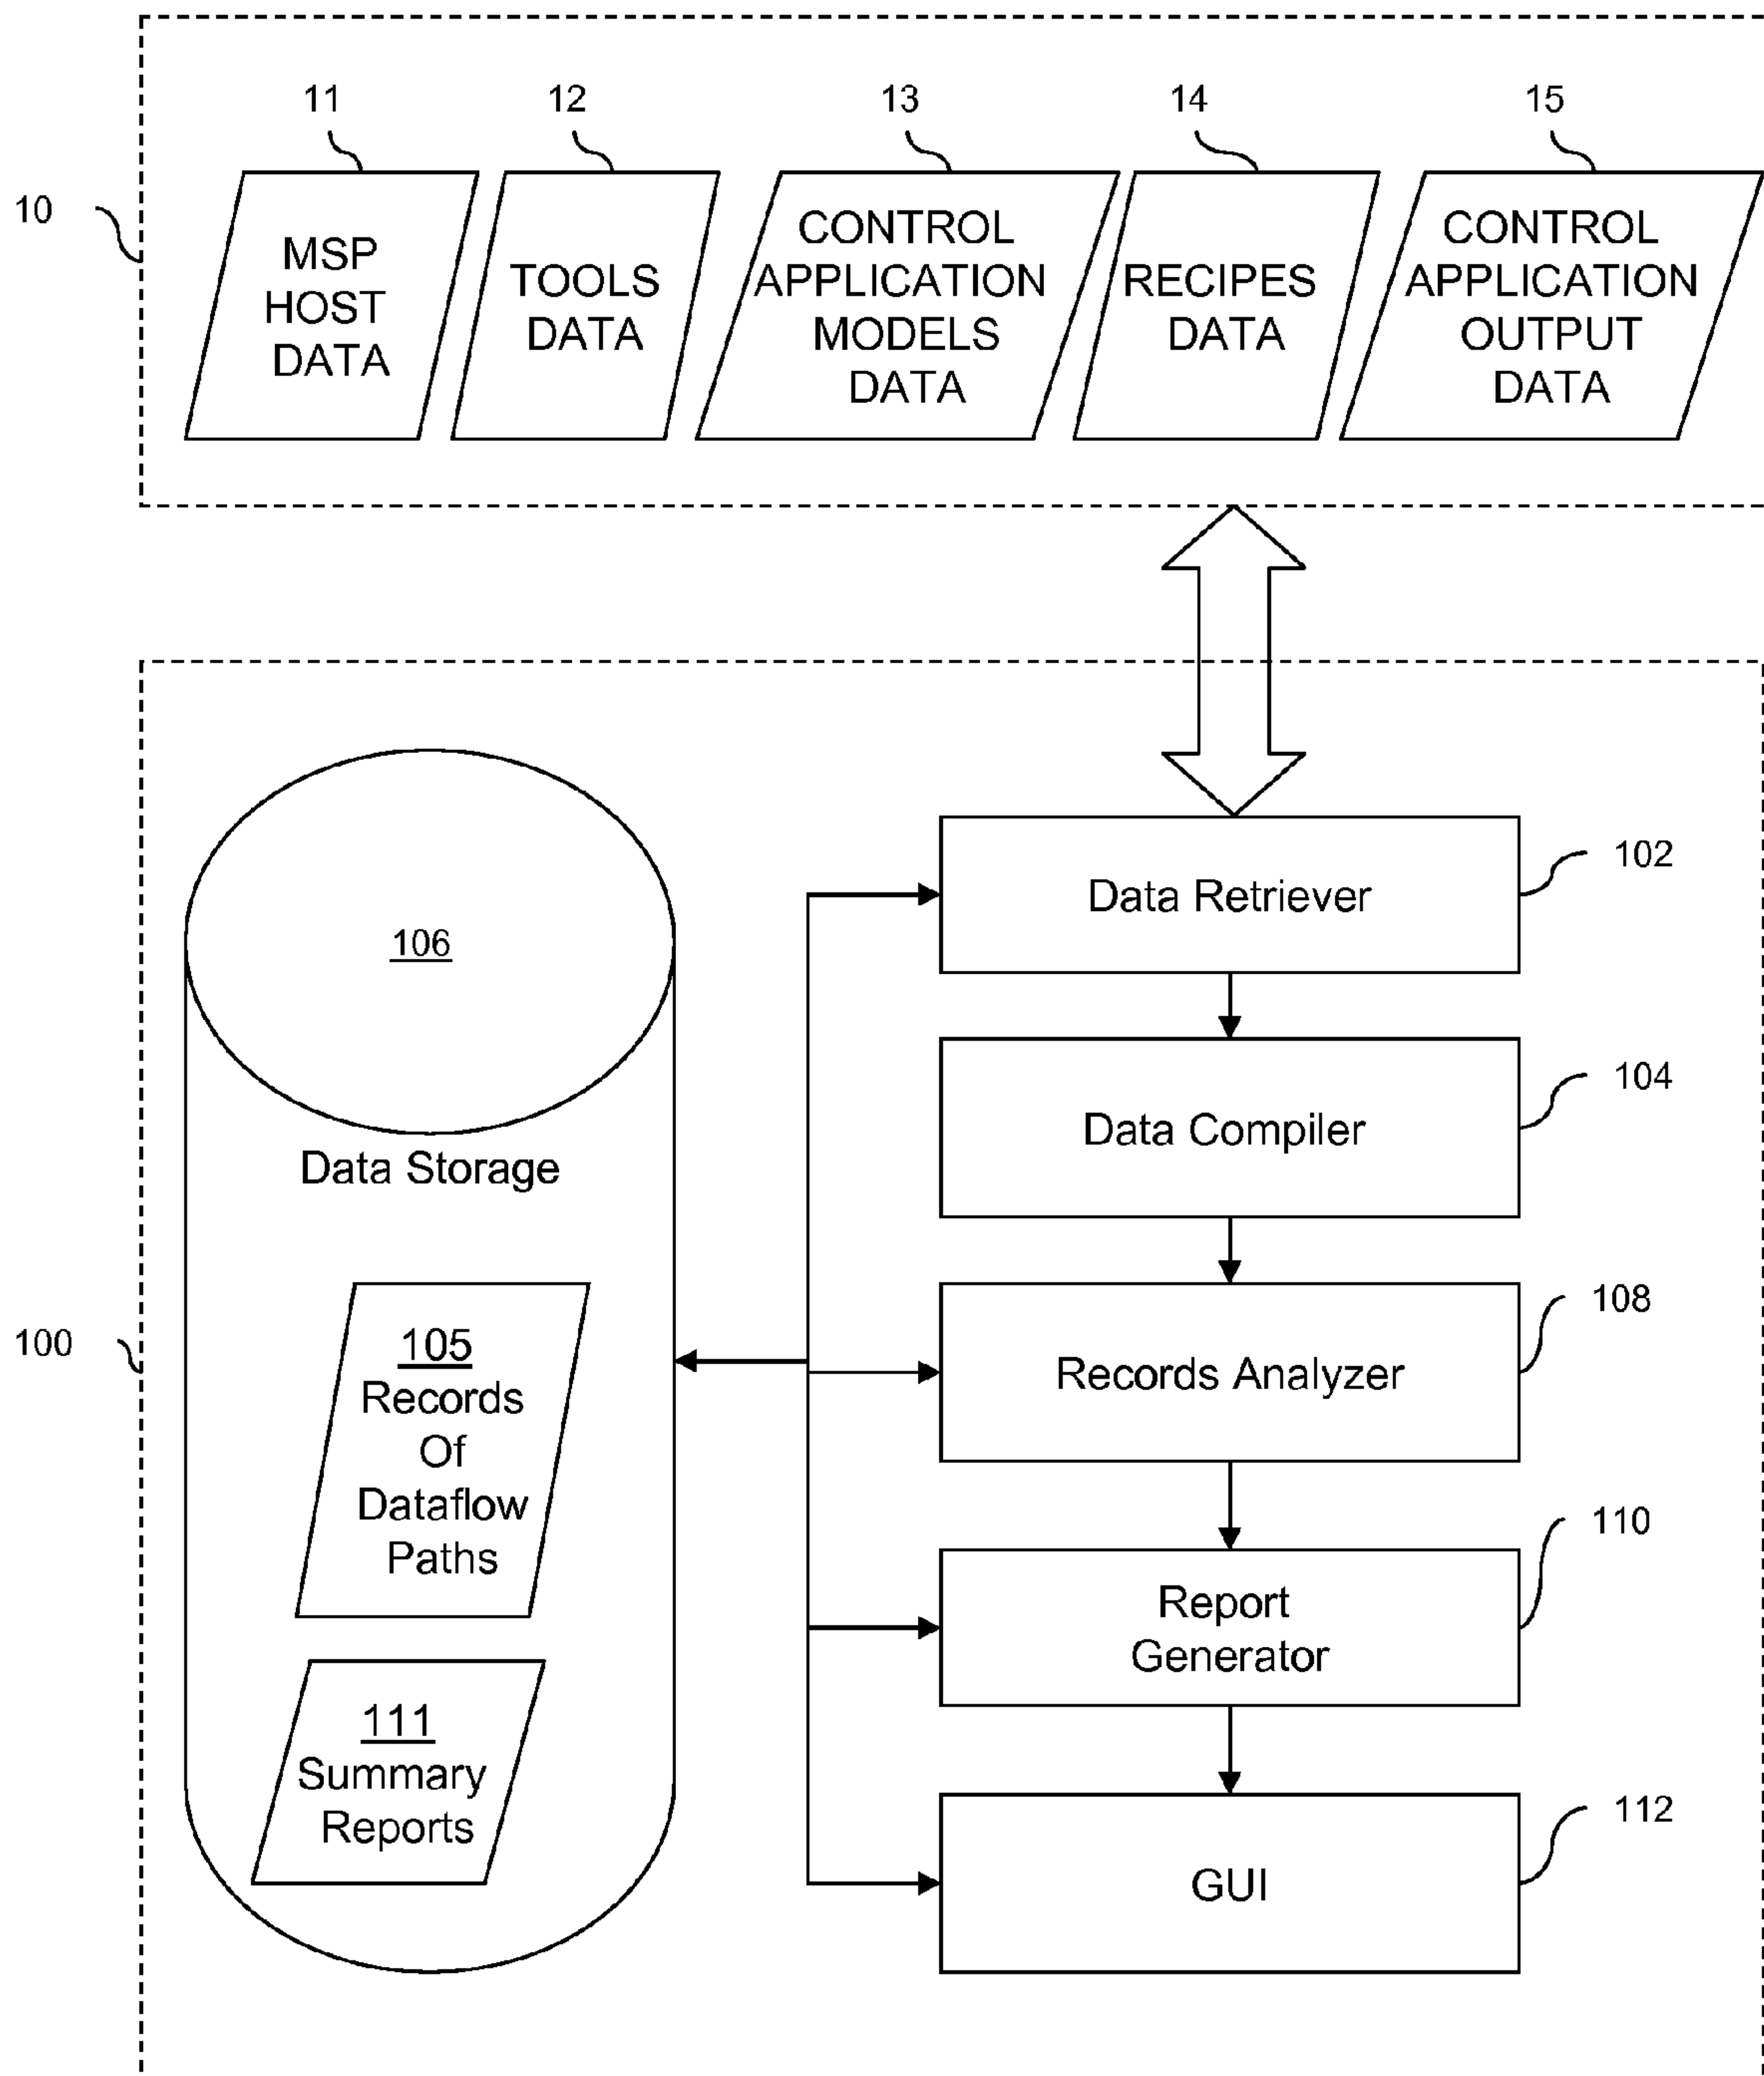 11
12
13
14
15
10
MSP
HOST
DATA
TOOLS
DATA
CONTROL
APPLICATION
MODELS
DATA
RECIPES
DATA
CONTROL
APPLICATION
OUTPUT
DATA
106
Data Storage
105
Records
Of
Dataflow
Paths
111
Summary
Reports
100
Data Retriever
102
Data Compiler
104
Records Analyzer
108
Report
Generator
110
GUI
112